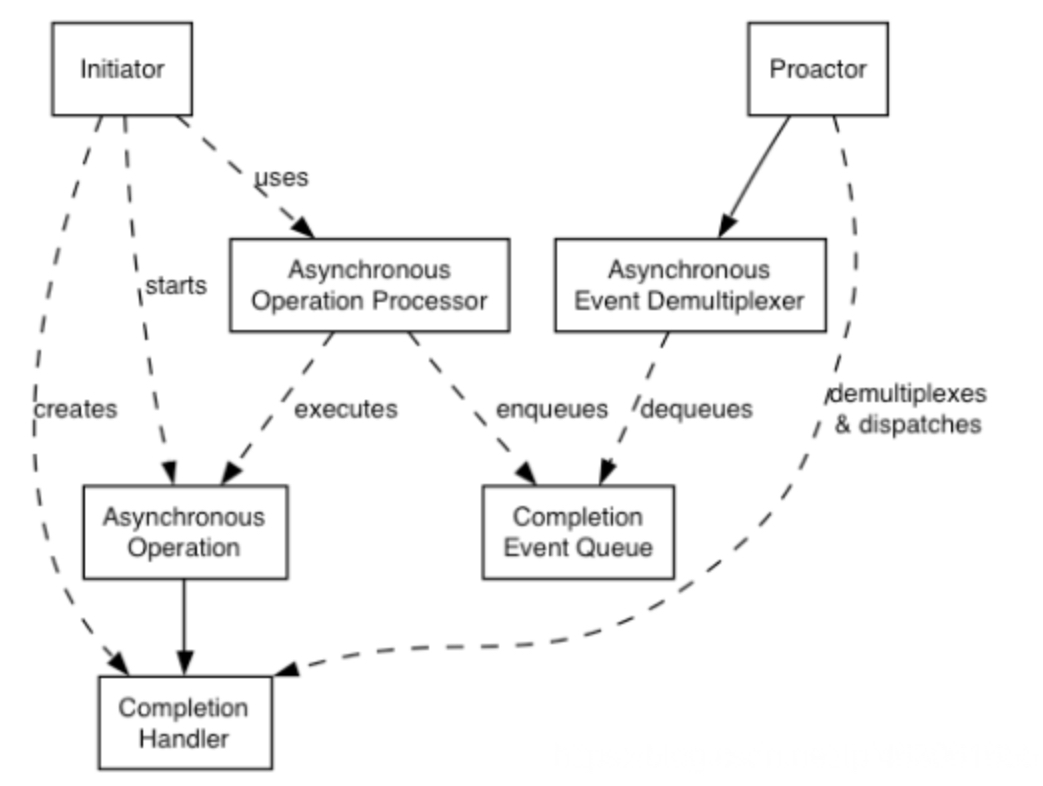 Initiator
Proactor
uses
Asynchronous
Operation Processor
Asynchronous
Event Demultiplexer
starts
creates
executes
enqueues
dequeues
demultiplexes
& dispatches
Asynchronous
Operation
Completion
Event Queue
Completion
Handler